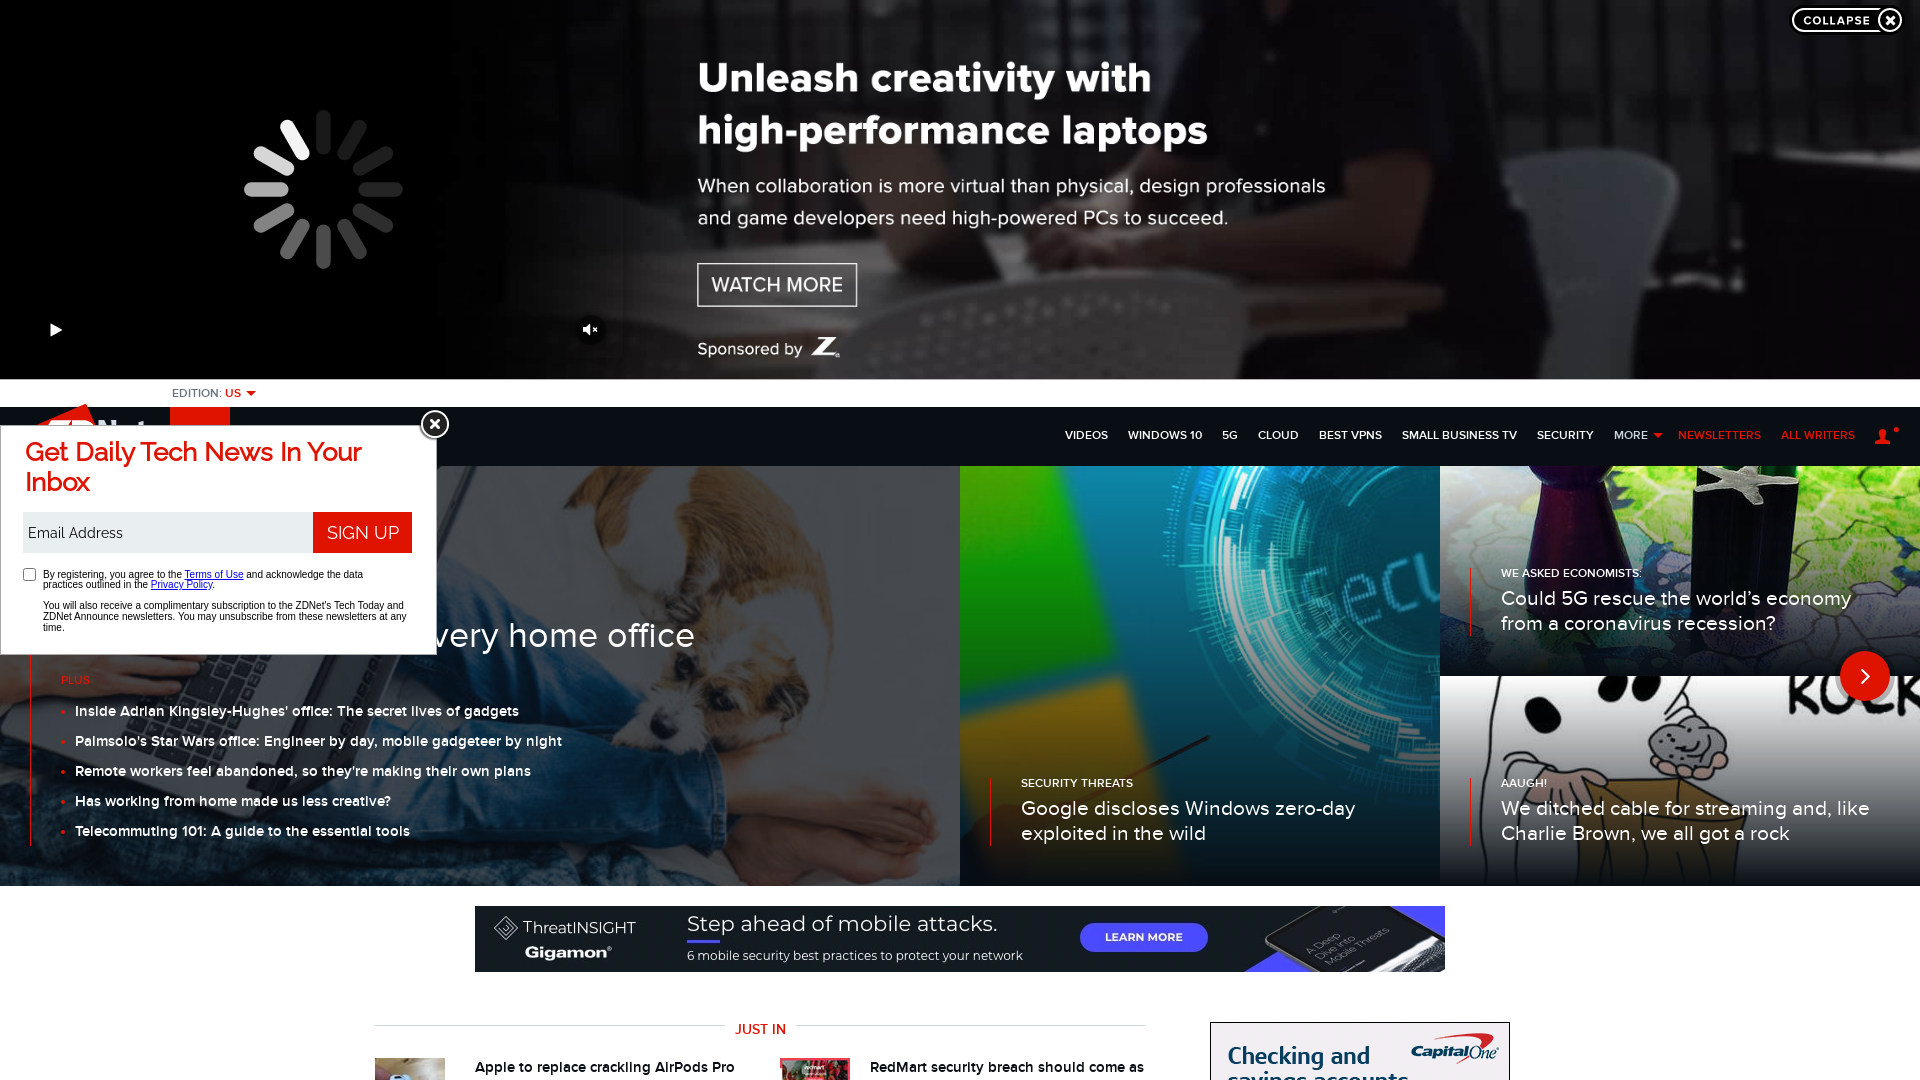 COLLAPSE
Unleash creativity with
high-performance laptops
When collaboration is more virtual than physical, design professionals
and game developers need high-powered PCs to succeed.
WATCH MORE
Sponsored by
EDITION: US
VIDEOS
WINDOWS 10
5G
CLOUD
BEST VPNS
SMALL BUSINESS TV
SECURITY
MORE
NEWSLETTERS
ALL WRITERS
Get Daily Tech News In Your
Inbox
Email Address
SIGN UP
By registering, you agree to the Terms of Use and acknowledge the data
practices outlined in the Privacy Policy.
You will also receive a complimentary subscription to the ZDNet's Tech Today and
ZDNet Announce newsletters. You may unsubscribe from these newsletters at any
time.
very home office
PLUS
Inside Adrian Kingsley-Hughes' office: The secret lives of gadgets
Palmsolo's Star Wars office: Engineer by day, mobile gadgeteer by night
Remote workers feel abandoned, so they're making their own plans
Has working from home made us less creative?
Telecommuting 101: A guide to the essential tools
SECURITY THREATS
Google discloses Windows zero-day
exploited in the wild
WE ASKED ECONOMISTS:
Could 5G rescue the world’s economy
from a coronavirus recession?
ROCK
AAUGH!
We ditched cable for streaming and, like
Charlie Brown, we all got a rock
ThreatINSIGHT
Gigamon®
Step ahead of mobile attacks.
6 mobile security best practices to protect your network
LEARN MORE
A Deep
Dive into
Mobile Threats
JUST IN
Apple to replace crackling AirPods Pro
redmart
RedMart security breach should come as
Capital One
Checking and
savings accounts